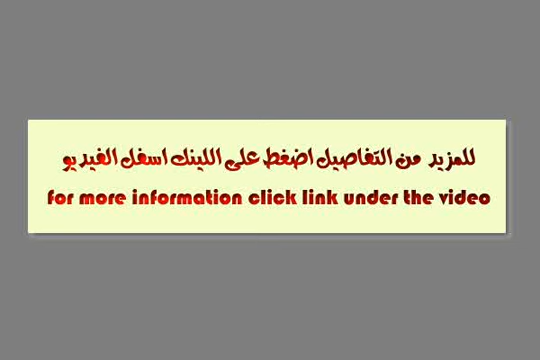 للمزيد من التفاصيل اضغط على اللينك اسفل الفيديو
for more information click link under the video